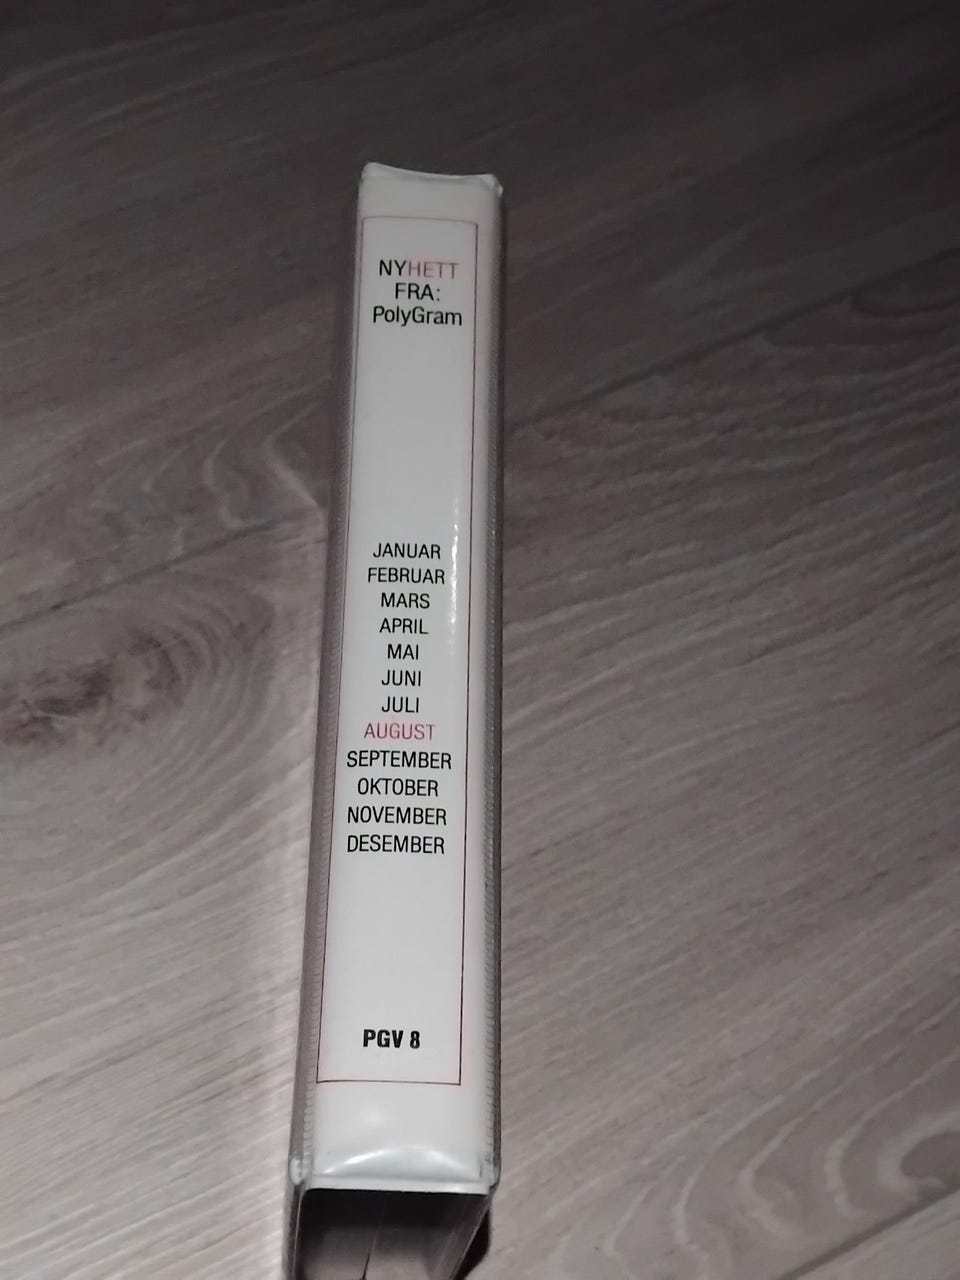 NYHETT
FRA:
PolyGram
JANUAR
FEBRUAR
MARS
APRIL
MAI
JUNI
JULI
AUGUST
SEPTEMBER
OKTOBER
NOVEMBER
DESEMBER
PGV 8